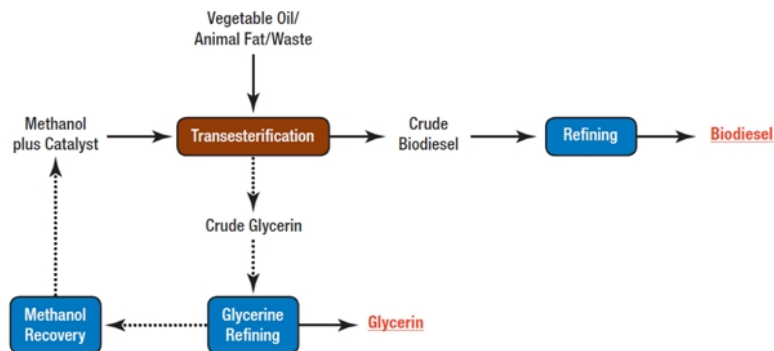 Vegetable Oil/
Animal Fat/Waste
Methanol
plus Catalyst
Transesterification
Crude
Biodiesel
Refining
Biodiesel
Crude Glycerin
Methanol
Recovery
Glycerine
Refining
Glycerin